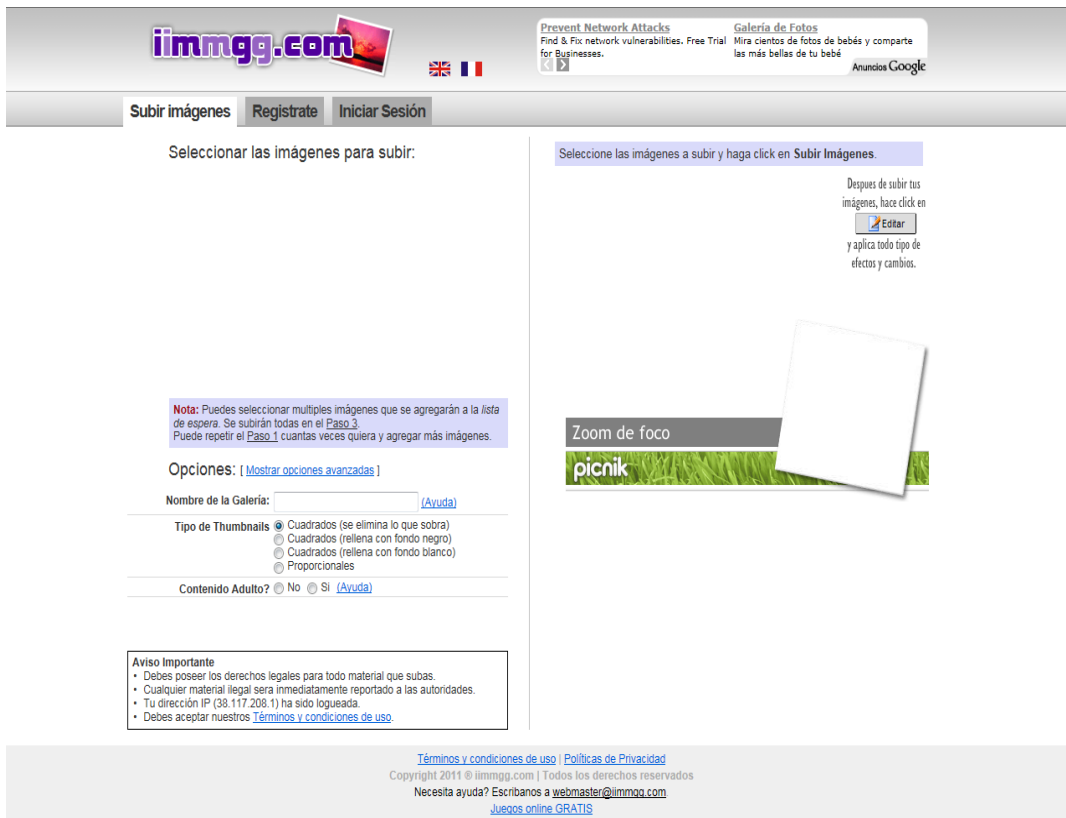 iimmgg.com
Prevent Network Attacks
Find & Fix network vulnerabilities. Free Trial
for Businesses.
Galería de Fotos
Mira cientos de fotos de bebés y comparte
las más bellas de tu bebé
Anuncios Google
Subir imágenes
Registrate
Iniciar Sesión
Seleccionar las imágenes para subir:
Nota: Puedes seleccionar multiples imágenes que se agregarán a la lista
de espera. Se subirán todas en el Paso 3.
Puede repetir el Paso 1 cuantas veces quiera y agregar más imágenes.
Opciones: [ Mostrar opciones avanzadas ]
Nombre de la Galería: (Ayuda)
Tipo de Thumbnails Cuadrados (se elimina lo que sobra)
Cuadrados (rellena con fondo negro)
Cuadrados (rellena con fondo blanco)
Proporcionales
Contenido Adulto? No Si (Ayuda)
Aviso Importante
• Debes poseer los derechos legales para todo material que subas.
• Cualquier material ilegal sera inmediatamente reportado a las autoridades.
• Tu dirección IP (38.117.208.1) ha sido logueada.
• Debes aceptar nuestros Términos y condiciones de uso.
Seleccione las imágenes a subir y haga click en Subir Imágenes.
Despues de subir tus
imágenes, hace click en
Editar
y aplica todo tipo de
efectos y cambios.
Zoom de foco
picnik
Términos y condiciones de uso | Políticas de Privacidad
Copyright 2011 ® iimmgg.com | Todos los derechos reservados
Necesita ayuda? Escribanos a webmaster@iimmgg.com
Juegos online GRATIS